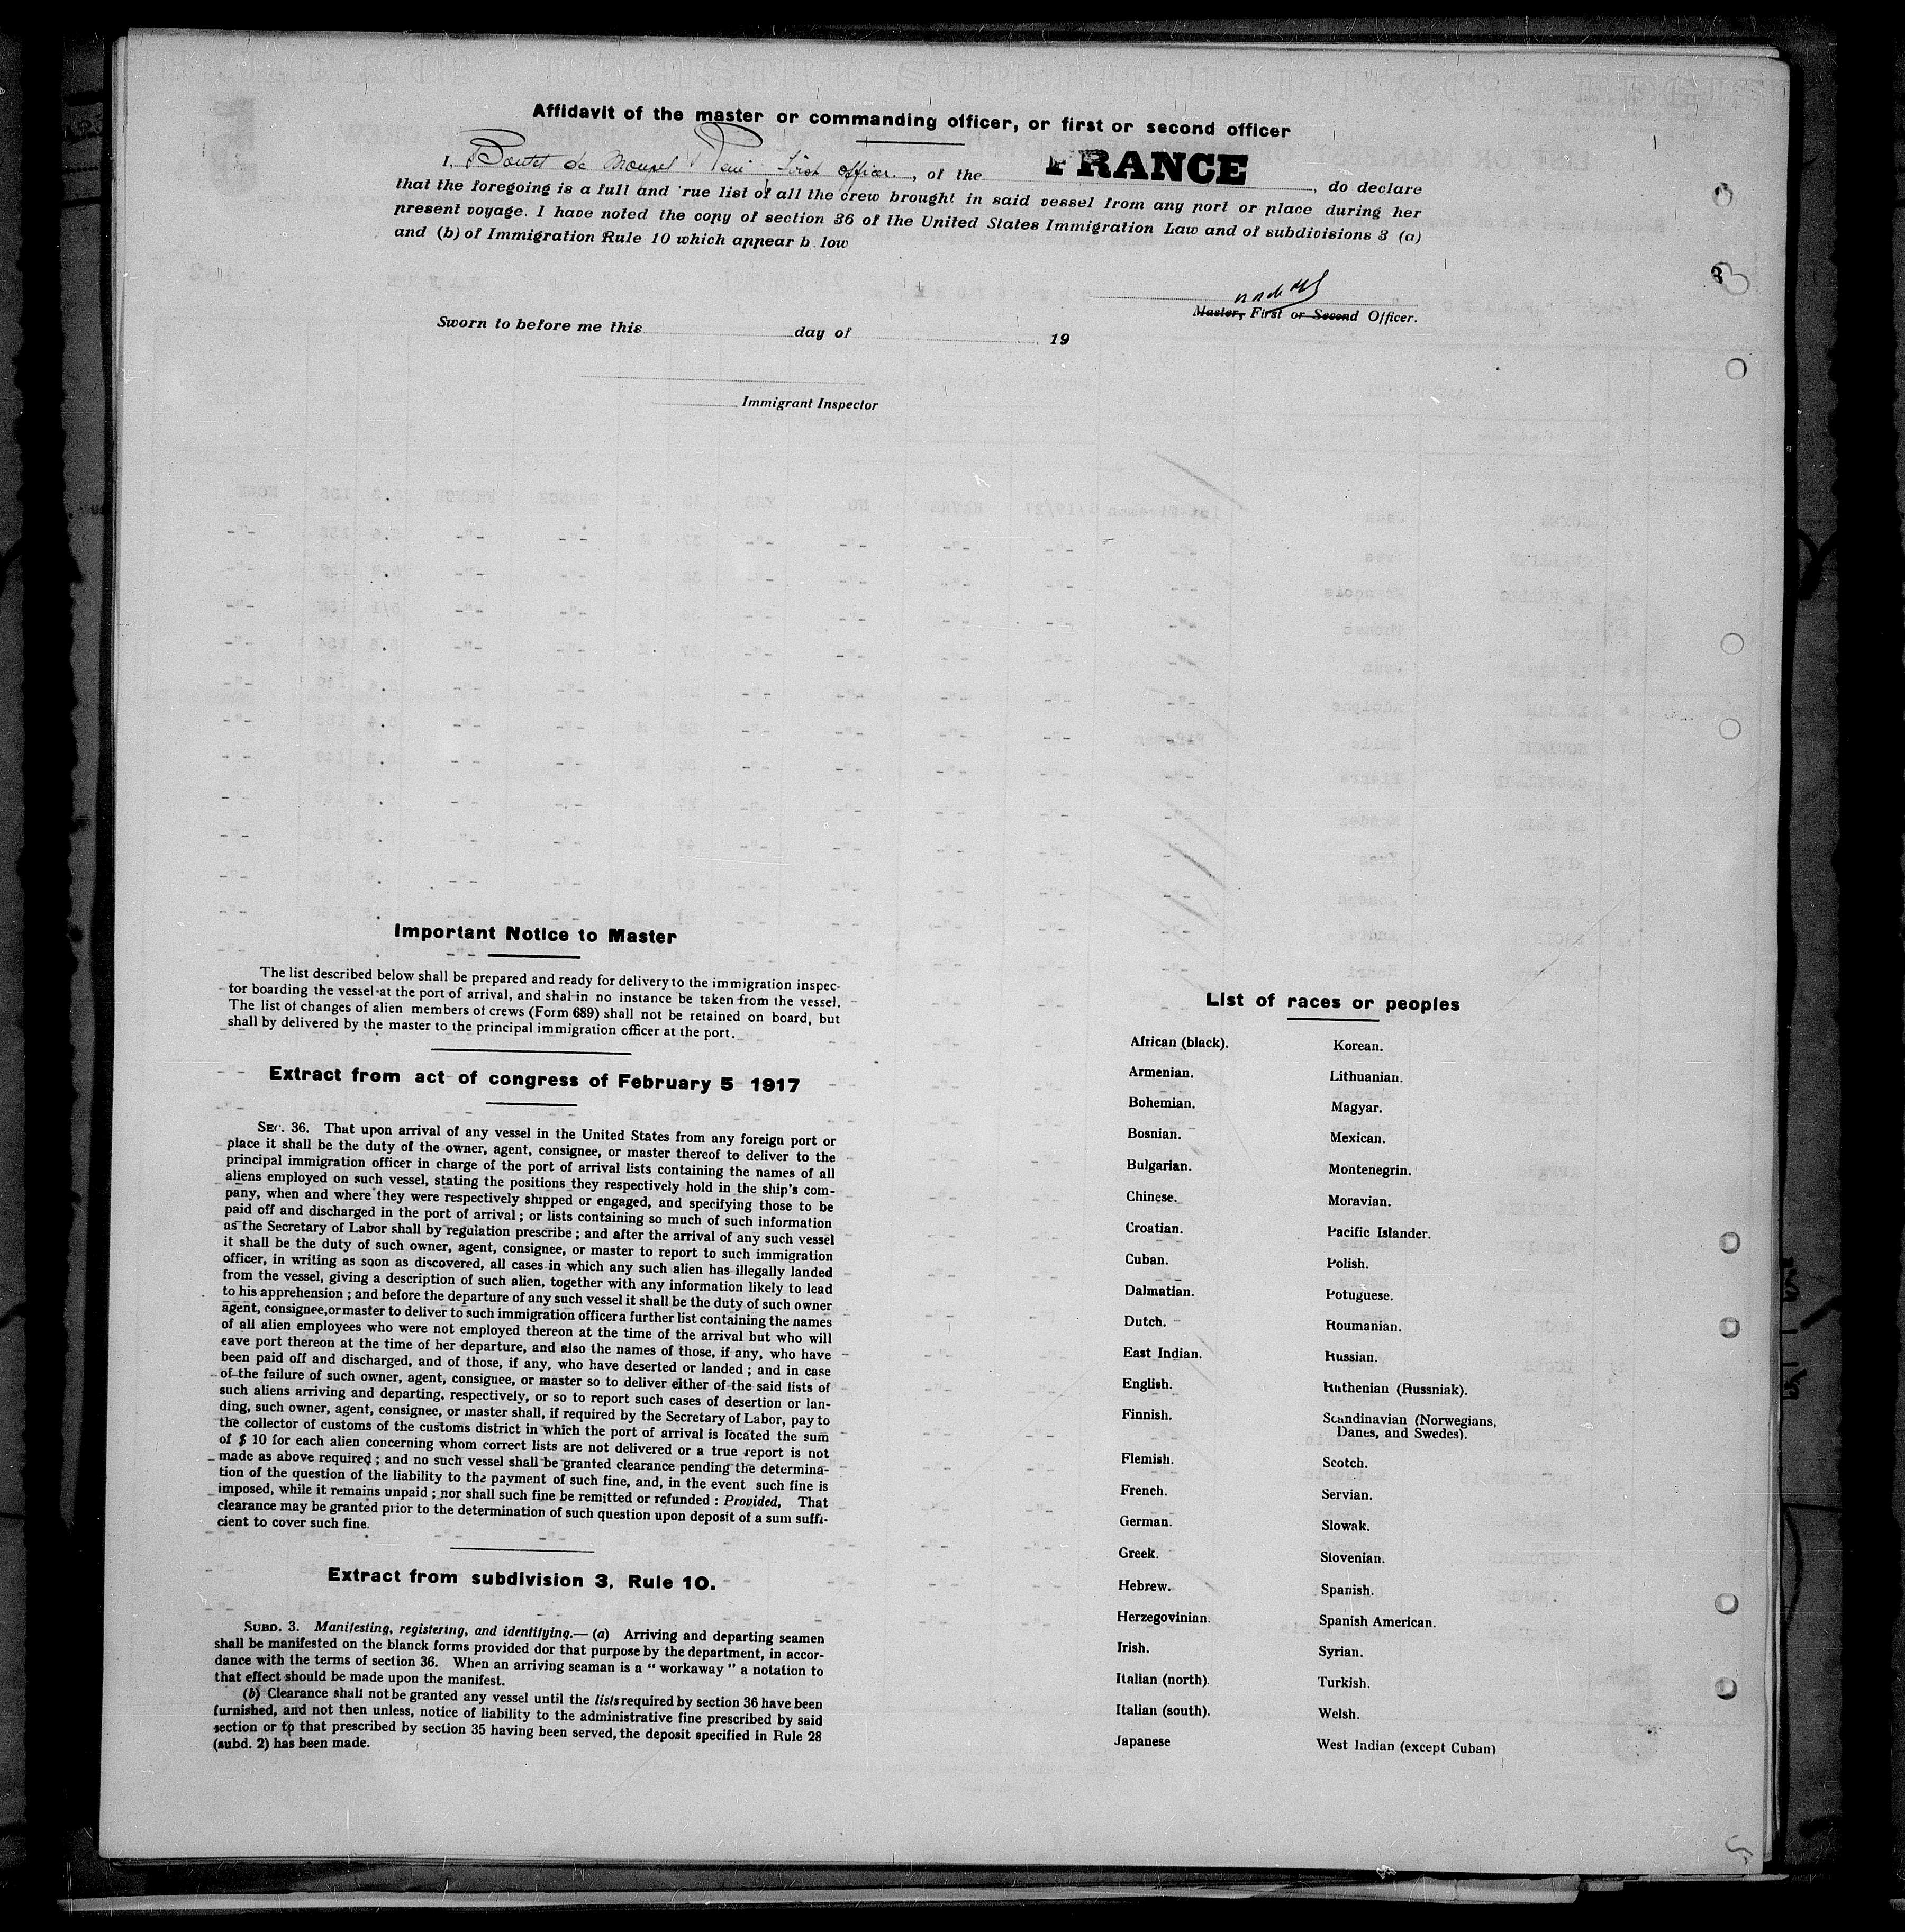 Affidavit of the master or commanding officer, or first or second officer
I, Boutet de Monvel first officer. , of the FRANCE , do declare
that the foregoing is a full and rue list of all the crew brought in said vessel from any port or place during her
present voyage. I have noted the copy of section 36 of the United States Immigration Law and of subdivisions 3 (a)
and (b) of Immigration Rule 10 which appear b low
Master, First or Second Officer.
Sworn to before me this day of 19
Immigrant Inspector
Important Notice to Master
The list described below shall be prepared and ready for delivery to the immigration inspec-
tor boarding the vessel at the port of arrival, and shal in no instance be taken from the vessel.
The list of changes of alien members of crews (Form 689) shall not be retained on board, but
shall by delivered by the master to the principal immigration officer at the port.
Extract from act of congress of February 5 1917
SEC. 36. That upon arrival of any vessel in the United States from any foreign port or
place it shall be the duty of the owner, agent, consignee, or master thereof to deliver to the
principal immigration officer in charge of the port of arrival lists containing the names of all
aliens employed on such vessel, stating the positions they respectively hold in the ship's com-
pany, when and where they were respectively shipped or engaged, and specifying those to be
paid off and discharged in the port of arrival ; or lists containing so much of such information
as the Secretary of Labor shall by regulation prescribe ; and after the arrival of any such vessel
it shall be the duty of such owner, agent, consignee, or master to report to such immigration
officer, in writing as soon as discovered, all cases in which any such alien has illegally landed
from the vessel, giving a description of such alien, together with any information likely to lead
to his apprehension ; and before the departure of any such vessel it shall be the duty of such owner
agent, consignee, or master to deliver to such immigration officer a further list containing the names
of all alien employees who were not employed thereon at the time of the arrival but who will
eave port thereon at the time of her departure, and also the names of those, if any, who have
been paid off and discharged, and of those, if any, who have deserted or landed ; and in case
of the failure of such owner, agent, consignee, or master so to deliver either of the said lists of
such aliens arriving and departing, respectively, or so to report such cases of desertion or lan-
ding, such owner, agent, consignee, or master shall, if required by the Secretary of Labor, pay to
the collector of customs of the customs district in which the port of arrival is located the sum
of $ 10 for each alien concerning whom correct lists are not delivered or a true report is not
made as above required ; and no such vessel shall be granted clearance pending the determina-
tion of the question of the liability to the payment of such fine, and, in the event such fine is
imposed, while it remains unpaid ; nor shall such fine be remitted or refunded : Provided, That
clearance may be granted prior to the determination of such question upon deposit of a sum suffi-
cient to cover such fine.
Extract from subdivision 3, Rule 10.
SUBD. 3. Manifesting, registering, and identifying.— (a) Arriving and departing seamen
shall be manifested on the blanck forms provided dor that purpose by the department, in accor-
dance with the terms of section 36. When an arriving seaman is a " workaway " a notation to
that effect should be made upon the manifest.
(b) Clearance shall not be granted any vessel until the lists required by section 36 have been
furnished, and not then unless, notice of liability to the administrative fine prescribed by said
section or to that prescribed by section 35 having been served, the deposit specified in Rule 28
(subd. 2) has been made.
List of races or peoples
African (black). Korean.
Armenian. Lithuanian.
Bohemian. Magyar.
Bosnian. Mexican.
Bulgarian. Montenegrin.
Chinese. Moravian.
Croatian. Pacific Islander.
Cuban. Polish.
Dalmatian. Potuguese.
Dutch. Roumanian.
East Indian. Russian.
English. Ruthenian (Russniak).
Finnish. Scandinavian (Norwegians,
Danes, and Swedes).
Flemish. Scotch.
French. Servian.
German. Slowak.
Greek. Slovenian.
Hebrew. Spanish.
Herzegovinian. Spanish American.
Irish. Syrian.
Italian (north). Turkish.
Italian (south). Welsh.
Japanese West Indian (except Cuban)